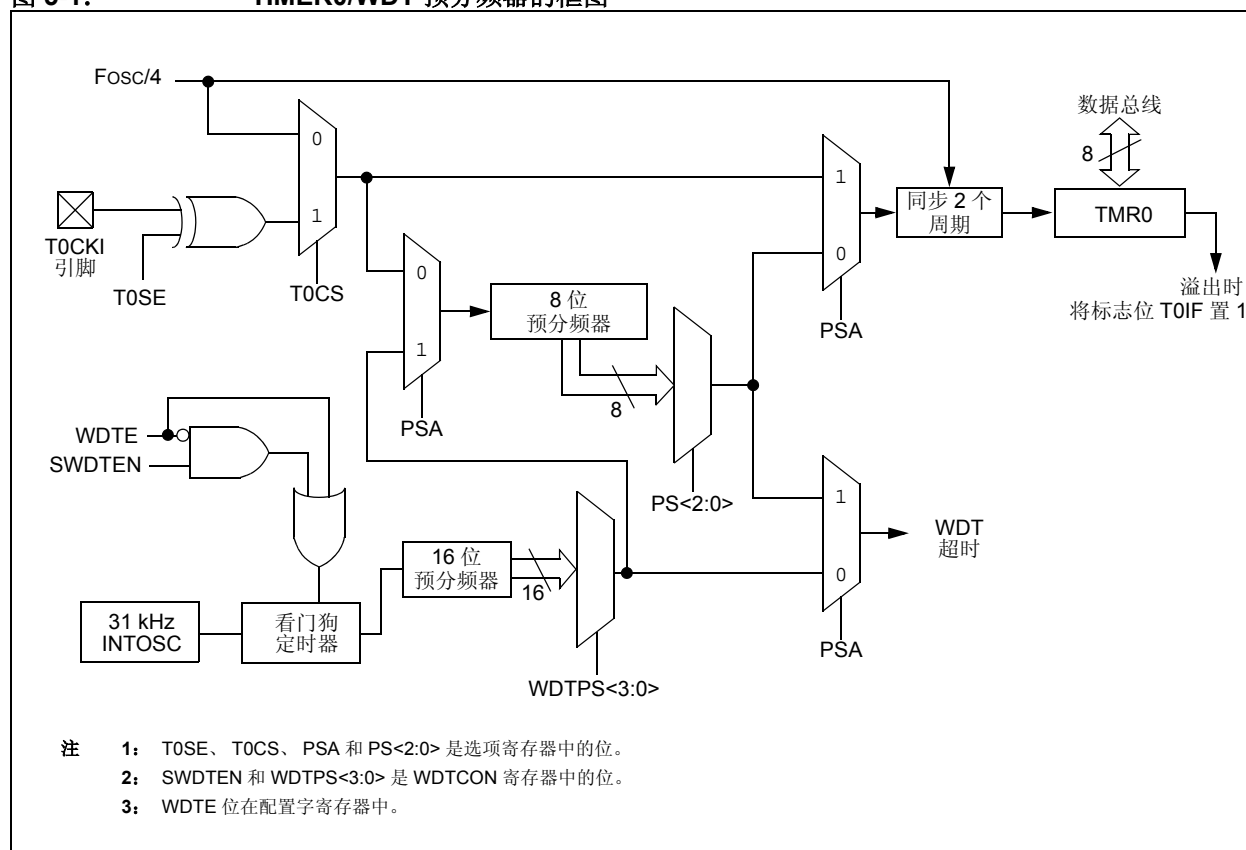 图 5-1： TIMER0/WDT 预分频器的框图
FOSC/4
数据总线
8
0
1
T0CKI
引脚
T0SE
T0CS
1
0
PSA
同步 2 个
周期
TMR0
溢出时
将标志位 T0IF 置 1
0
1
PSA
8 位
预分频器
8
PS<2:0>
WDTE
SWDTEN
1
0
PSA
WDT
超时
16 位
预分频器
16
31 kHz
INTOSC
看门狗
定时器
WDTPS<3:0>
注 1： T0SE、 T0CS、 PSA 和 PS<2:0> 是选项寄存器中的位。
2： SWDTEN 和 WDTPS<3:0> 是 WDTCON 寄存器中的位。
3： WDTE 位在配置字寄存器中。